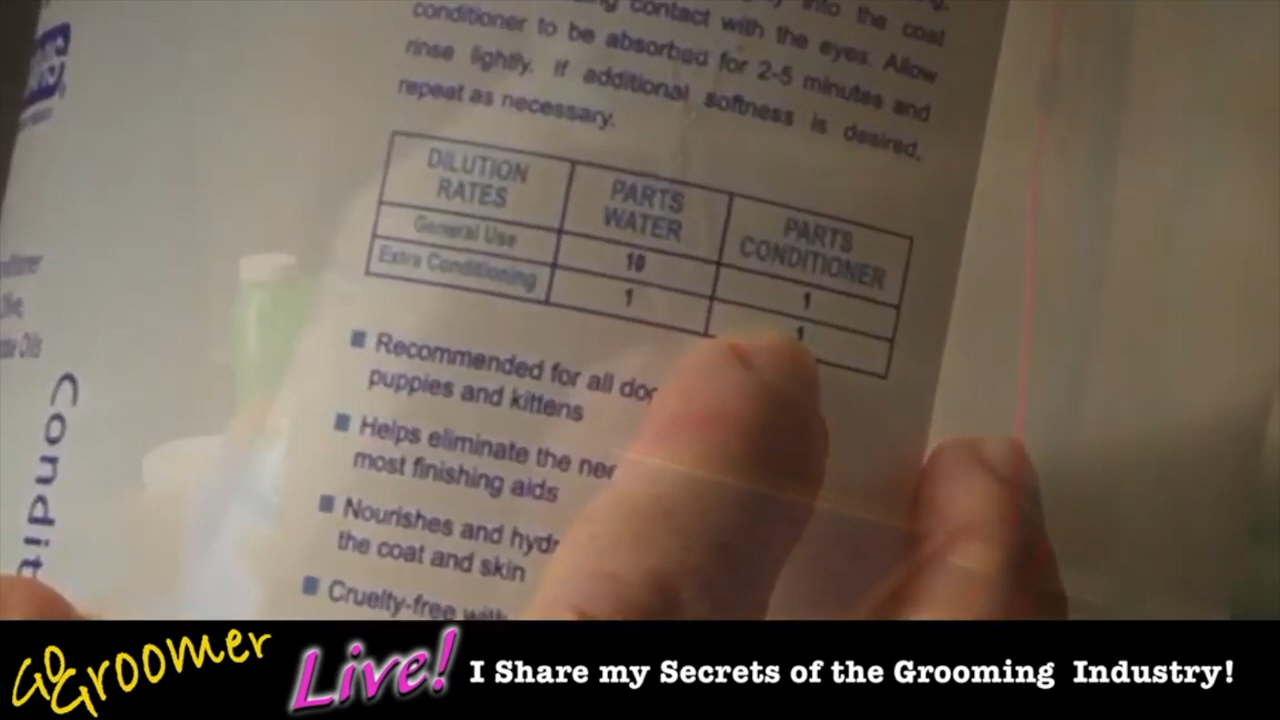 into the coat
contact with the eyes. Allow
conditioner to be absorbed for 2-5 minutes and
rinse lightly. If additional softness is desired,
repeat as necessary.
DILUTION RATES PARTS WATER PARTS CONDITIONER
General Use 10 1
Extra Conditioning 1 1
Recommended for all
puppies and kittens
Helps eliminate the
most finishing aids
Nourishes and
the coat and skin
Cruelty-free
Condit
GoGroomer Live! I Share my Secrets of the Grooming Industry!